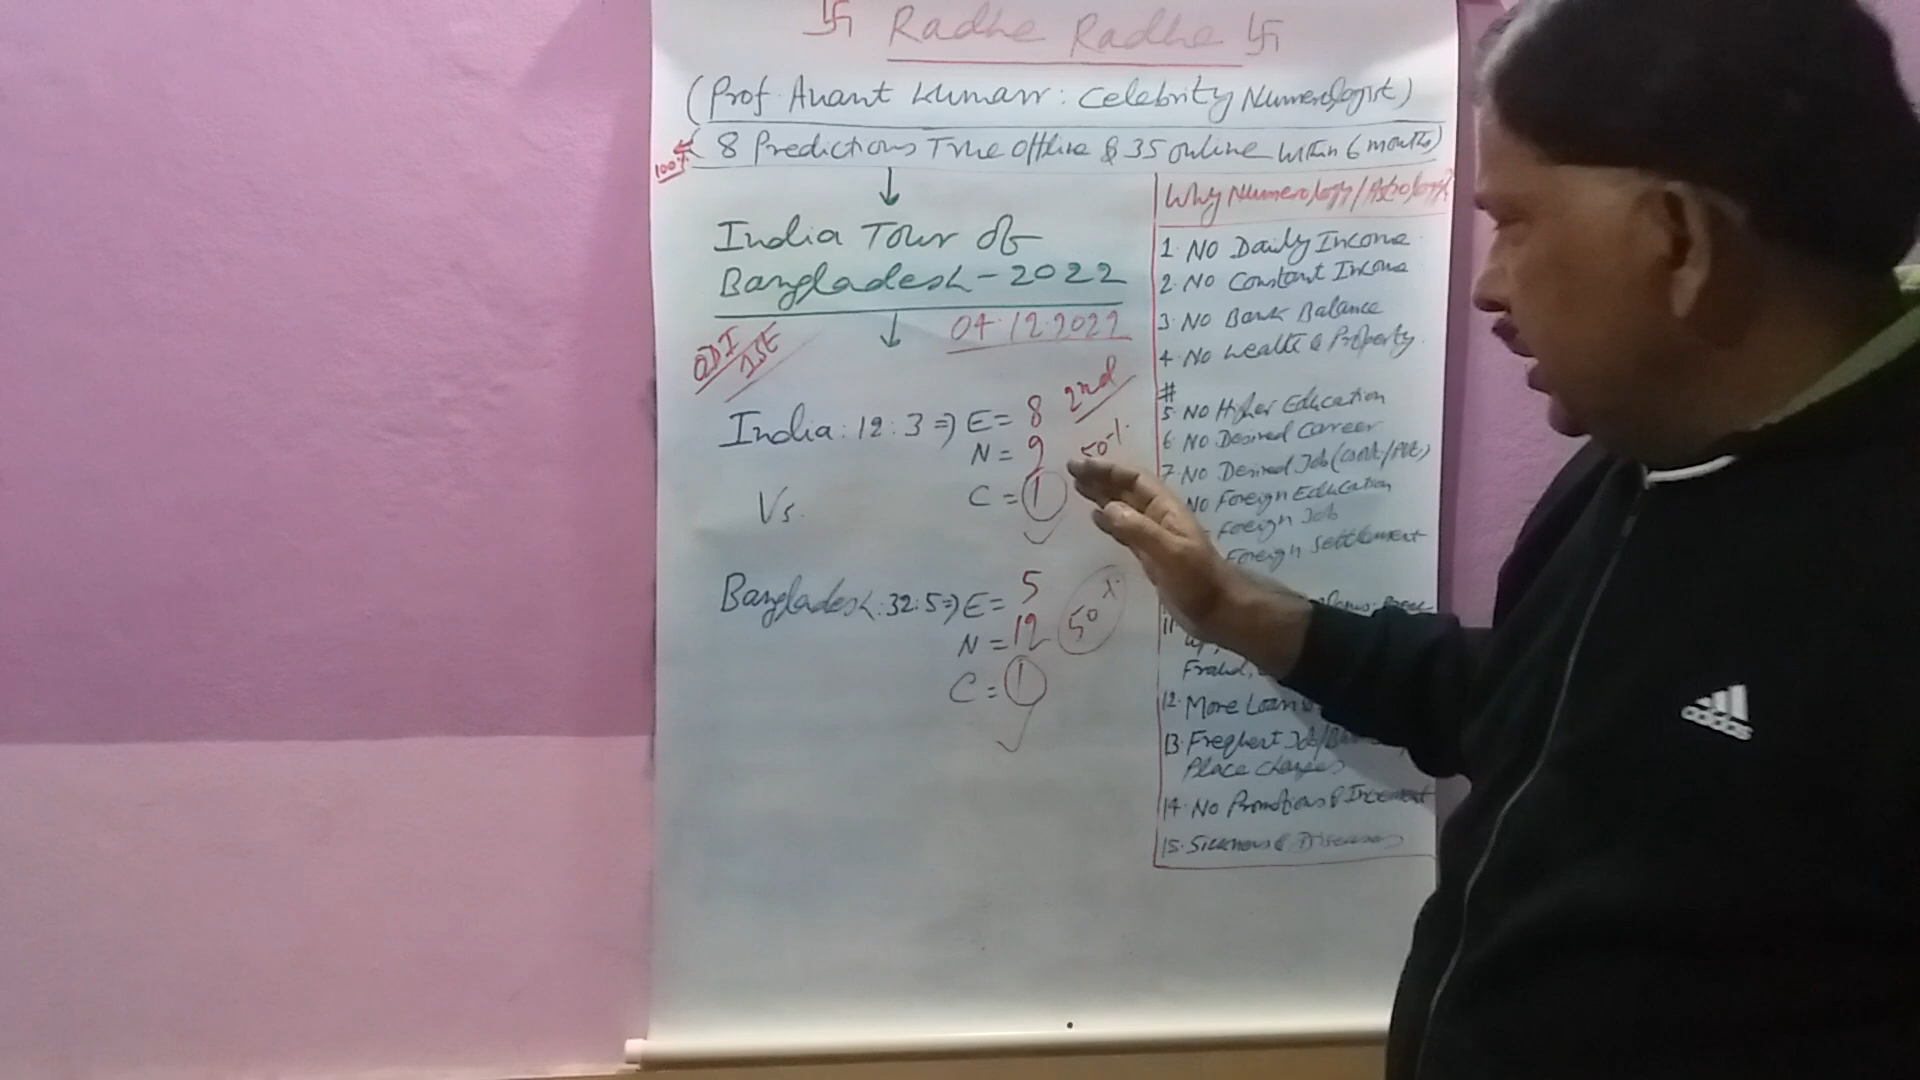 卐 Radhe Radhe 卐
(Prof. Anant Kumarr: Celebrity Numerologist)
100%
8 Predictions True Offline & 35 online within 6 months)
India Tour of
Bangladesh - 2022
04.12.2022
ODI
IST
India: 12: 3 => E = 8 2nd
N = 9 50%
C = 1
Vs.
Bangladesh: 32: 5 => E = 5
N = 12 50%
C = 1
Why Numerology/Astrology?
1. No Daily Income
2. No Constant Income
3. No Bank Balance
4. No Wealth & Property
#
5. No Higher Education
6. No Desired Career
7. No Desired Job (Govt/Pvt)
No Foreign Education
Foreign Job
Foreign Settlement
11.
up,
Fraud,
12. More Loan
13. Frequent Job/
Place Changes
14. No Promotions & Increment
15. Sickness & Diseases
adidas